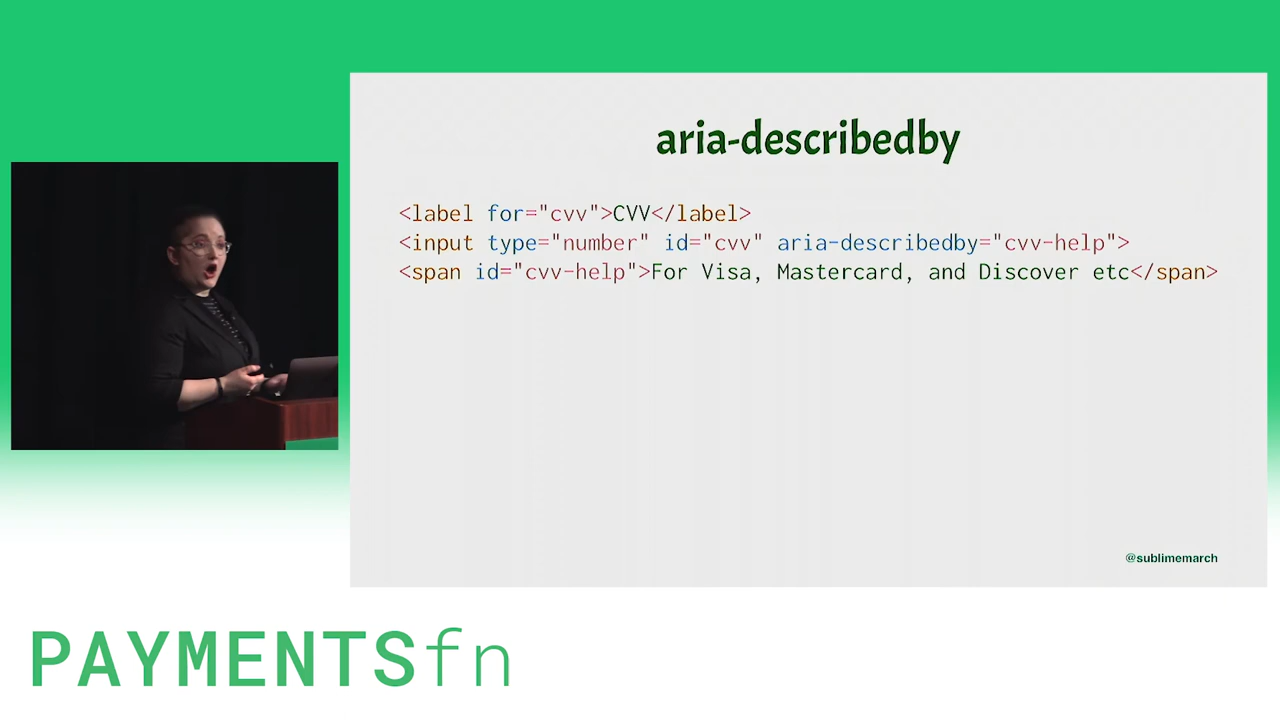 aria-describedby
<label for="cvv">CVV</label>
<input type="number" id="cvv" aria-describedby="cvv-help">
<span id="cvv-help">For Visa, Mastercard, and Discover etc</span>
@sublimemarch
PAYMENTSfn